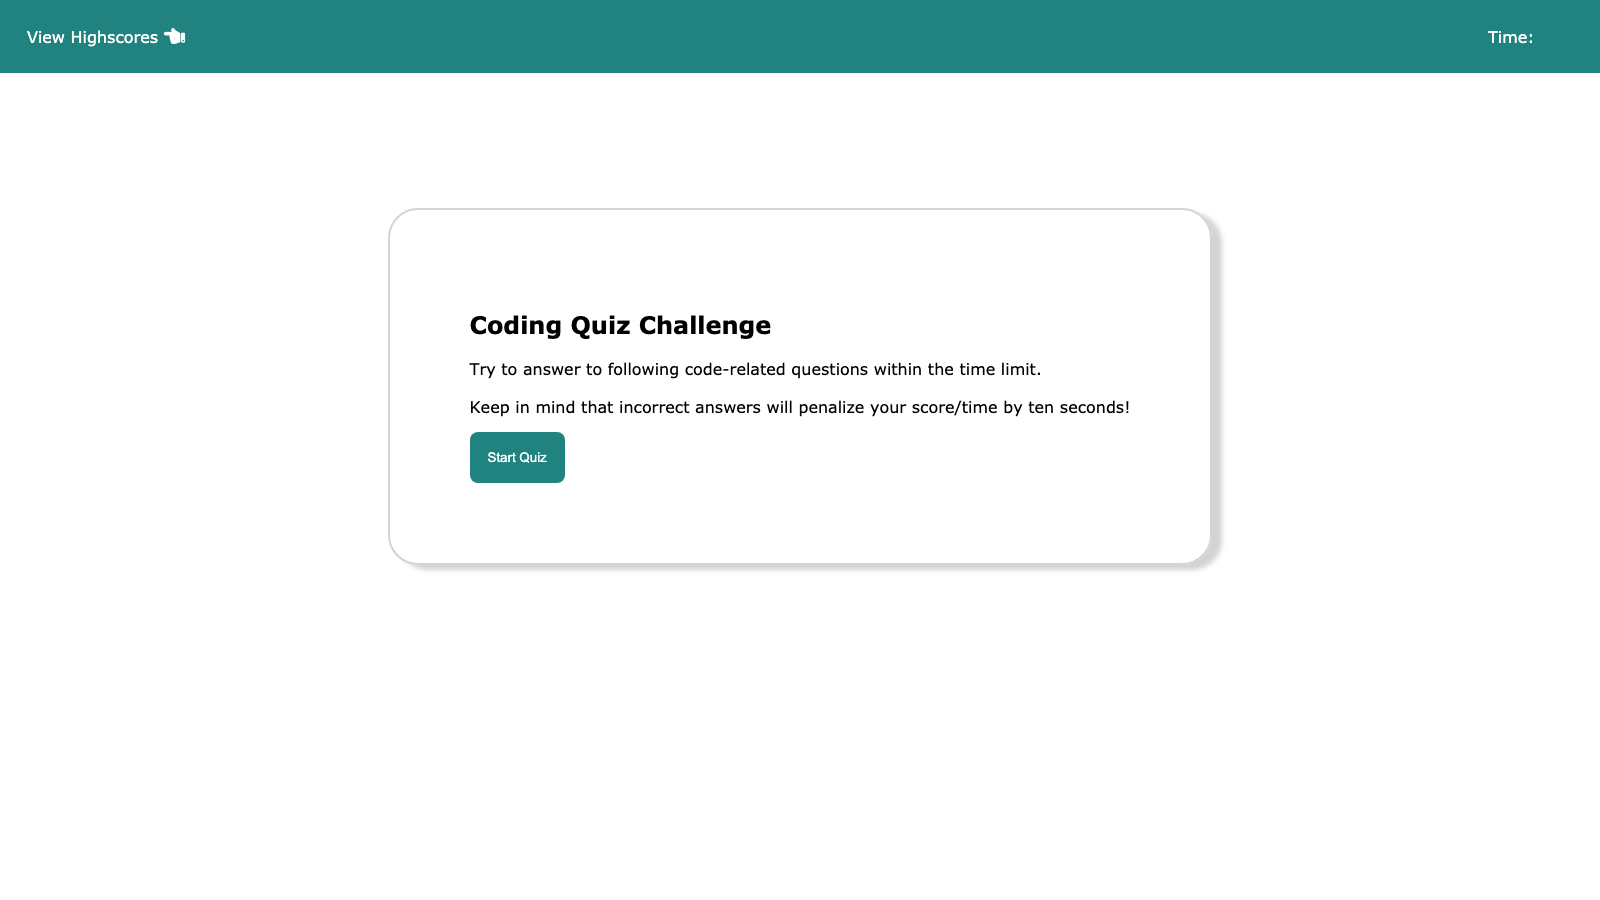 View Highscores
Time:
Coding Quiz Challenge
Try to answer to following code-related questions within the time limit.
Keep in mind that incorrect answers will penalize your score/time by ten seconds!
Start Quiz